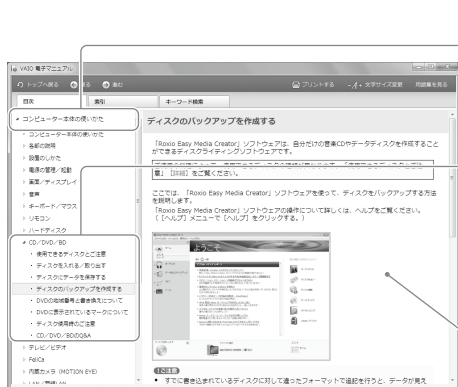 VAIO 電子マニュアル
トップへ戻る 戻る 進む プリントする 文字サイズ変更 用語集を見る
目次 索引 キーワード検索
コンピューター本体の使いかた
コンピューター本体の使いかた
各部の説明
設置のしかた
電源の管理／起動
画面／ディスプレイ
音声
キーボード／マウス
リモコン
ハードディスク
CD／DVD／BD
使用できるディスクとご注意
ディスクを入れる／取り出す
ディスクにデータを保存する
ディスクのバックアップを作成する
DVDの地域番号と書き換えについて
DVDに表示されているマークについて
ディスク使用時のご注意
CD／DVD／BDのQ&A
テレビ／ビデオ
FeliCa
内蔵カメラ（MOTION EYE）
ディスクのバックアップを作成する
「Roxio Easy Media Creator」ソフトウェアは、自分だけの音楽CDやデータディスクを作成すること
ができるディスクライティングソフトウェアです。
意」［詳細］をご覧ください。
ここでは、「Roxio Easy Media Creator」ソフトウェアを使って、ディスクをバックアップする方法
を説明します。
「Roxio Easy Media Creator」ソフトウェアの操作について詳しくは、ヘルプをご覧ください。
（［ヘルプ］メニューで［ヘルプ］をクリックする。）
ようこそ
ご注意
すでに書き込まれているディスクに対して違ったフォーマットで追記を行うと、データが見え